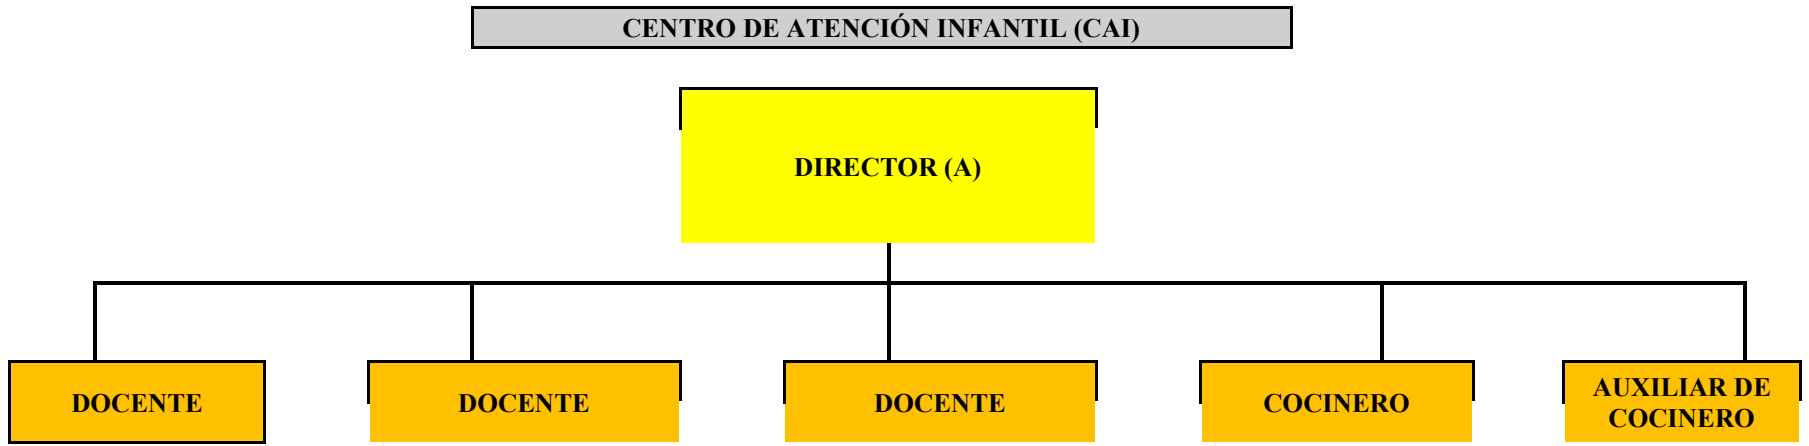 CENTRO DE ATENCIÓN INFANTIL (CAI)
DIRECTOR (A)
DOCENTE
DOCENTE
DOCENTE
COCINERO
AUXILIAR DE
COCINERO